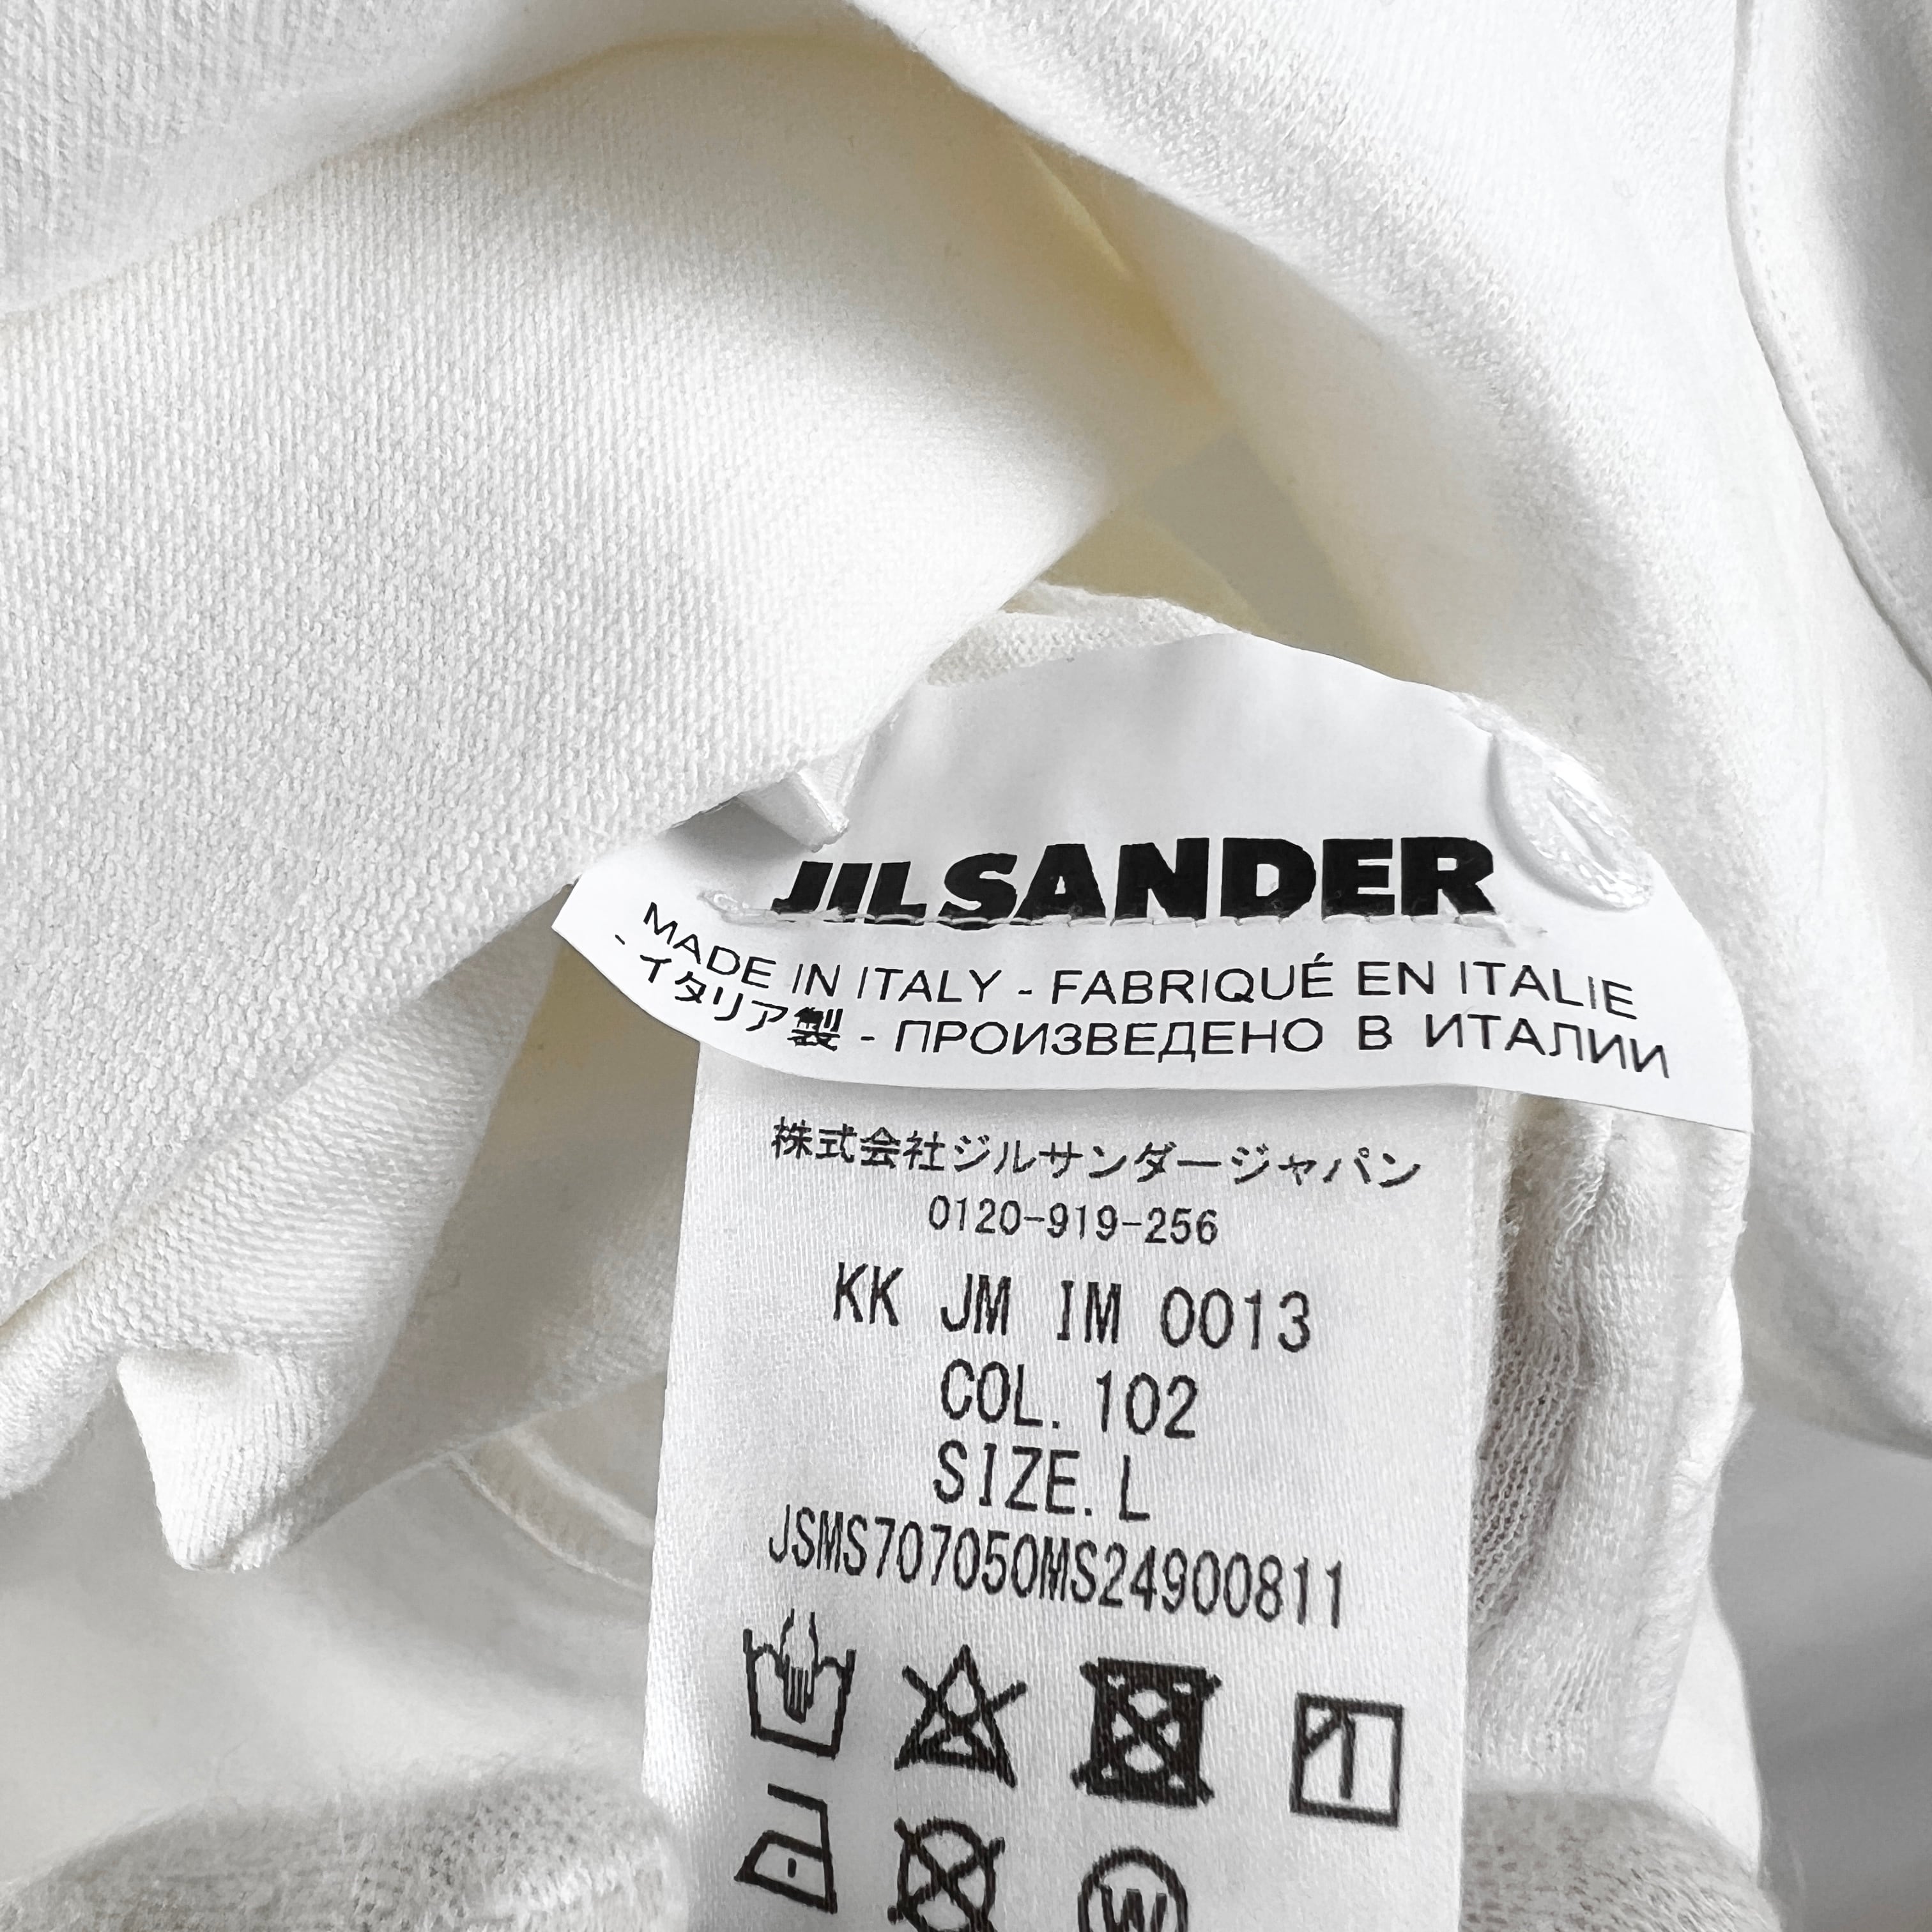 JIL SANDER
MADE IN ITALY - FABRIQUÉ EN ITALIE
- イタリア製 - ПРОИЗВЕДЕНО В ИТАЛИИ
株式会社ジルサンダージャパン
0120-919-256
KK JM IM 0013
COL. 102
SIZE. L
JSMS707050MS24900811
W